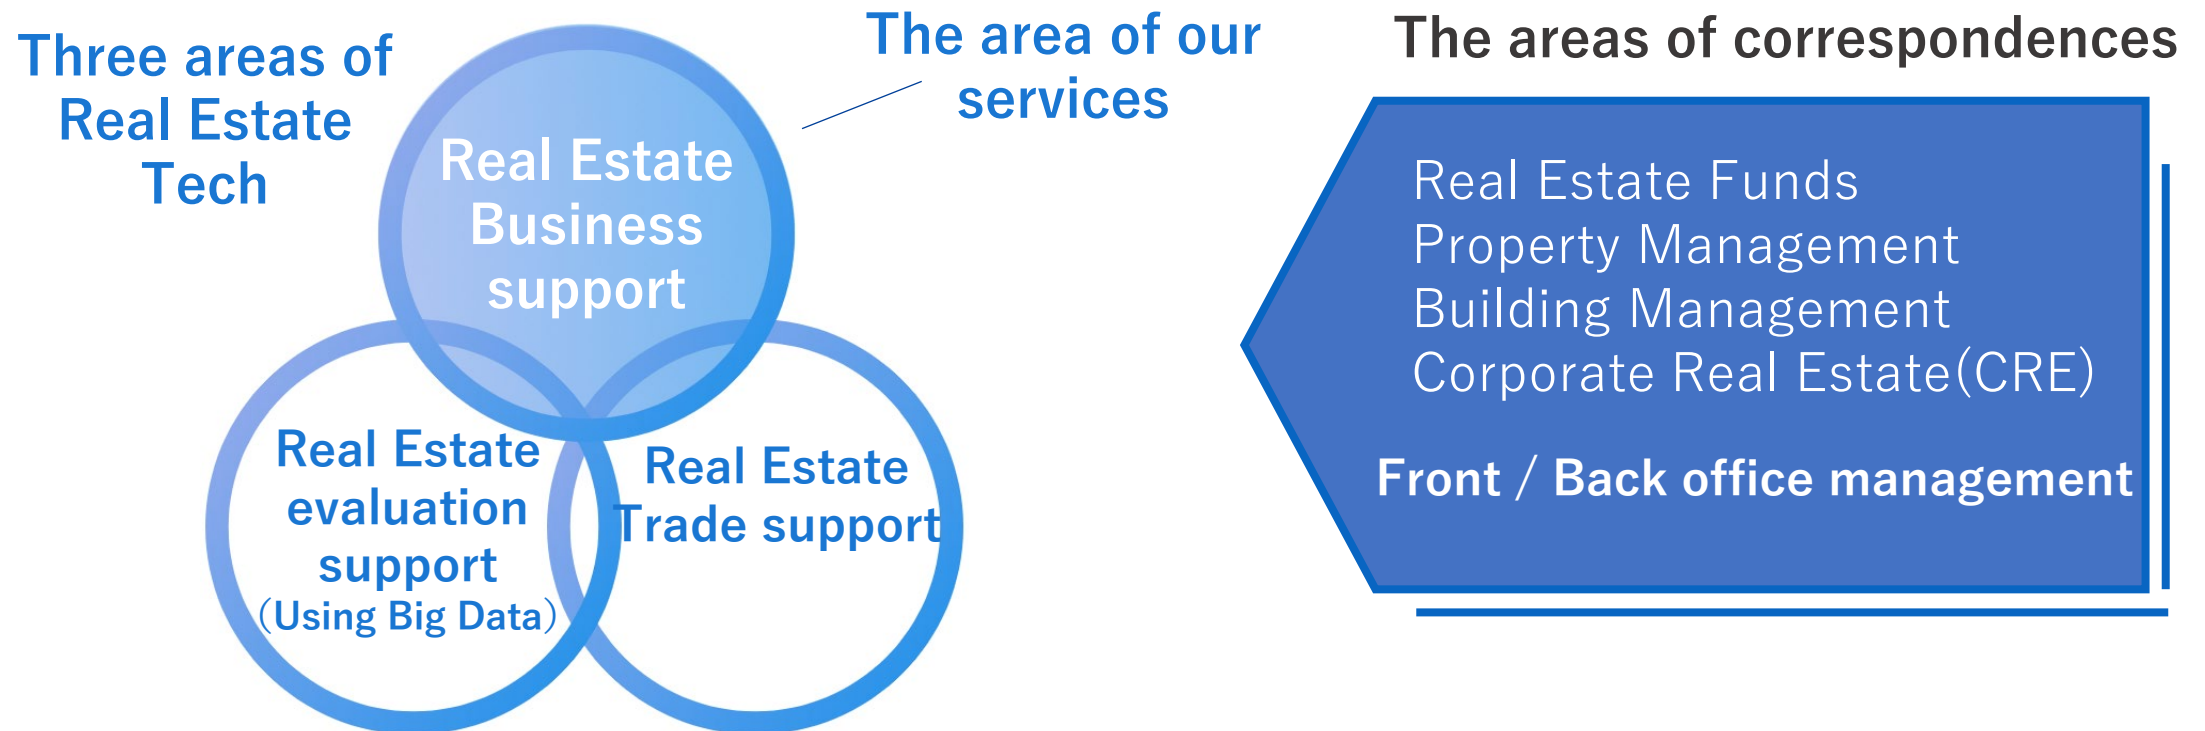 Three areas of
Real Estate
Tech
The area of our
services
Real Estate
Business
support
Real Estate
evaluation
support
(Using Big Data)
Real Estate
Trade support
The areas of correspondences
Real Estate Funds
Property Management
Building Management
Corporate Real Estate(CRE)
Front / Back office management